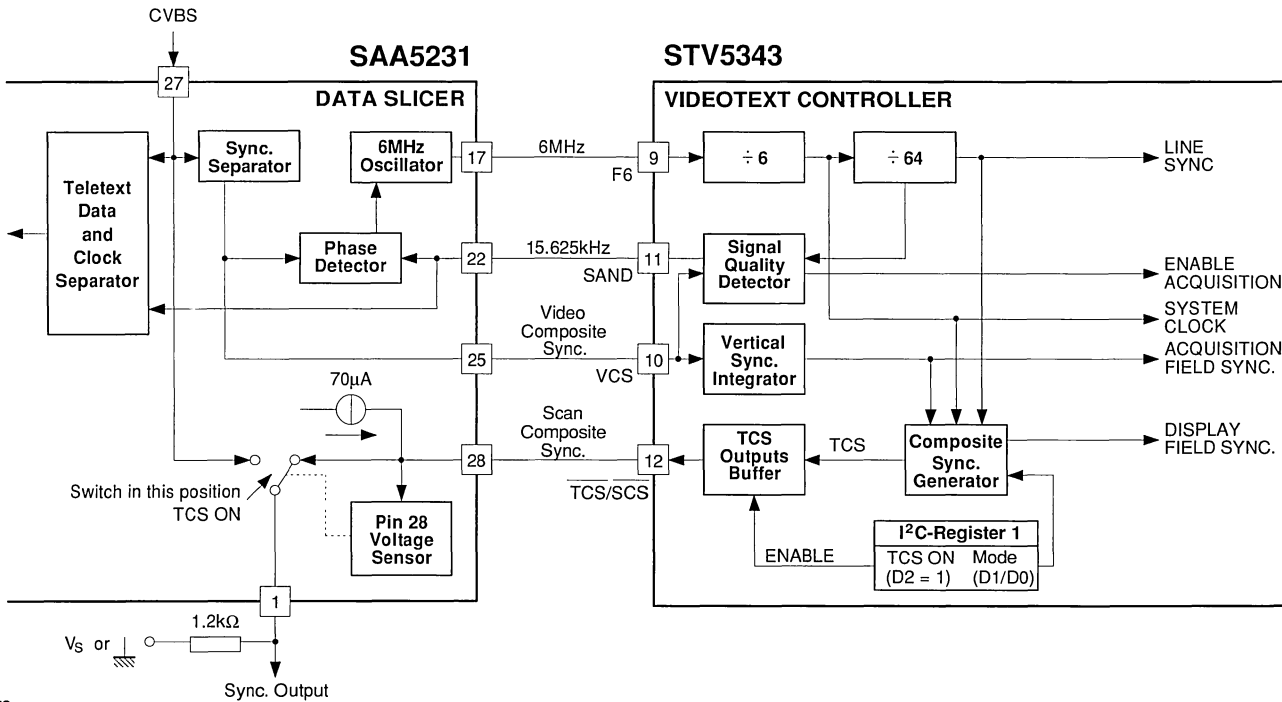 CVBS
SAA5231
STV5343
27
DATA SLICER
VIDEOTEXT CONTROLLER
Sync.
Separator
6MHz
Oscillator
17
6MHz
9
F6
÷ 6
÷ 64
LINE
SYNC
Teletext
Data
and
Clock
Separator
Phase
Detector
22
15.625kHz
11
SAND
Signal
Quality
Detector
ENABLE
ACQUISITION
SYSTEM
CLOCK
Video
Composite
Sync.
25
10
VCS
Vertical
Sync.
Integrator
ACQUISITION
FIELD SYNC.
70µA
Scan
Composite
Sync.
28
12
TCS/SCS
TCS
Outputs
Buffer
TCS
Composite
Sync.
Generator
DISPLAY
FIELD SYNC.
Switch in this position
TCS ON
Pin 28
Voltage
Sensor
ENABLE
I²C-Register 1
TCS ON Mode
(D2 = 1) (D1/D0)
1
1.2kΩ
VS or
Sync. Output